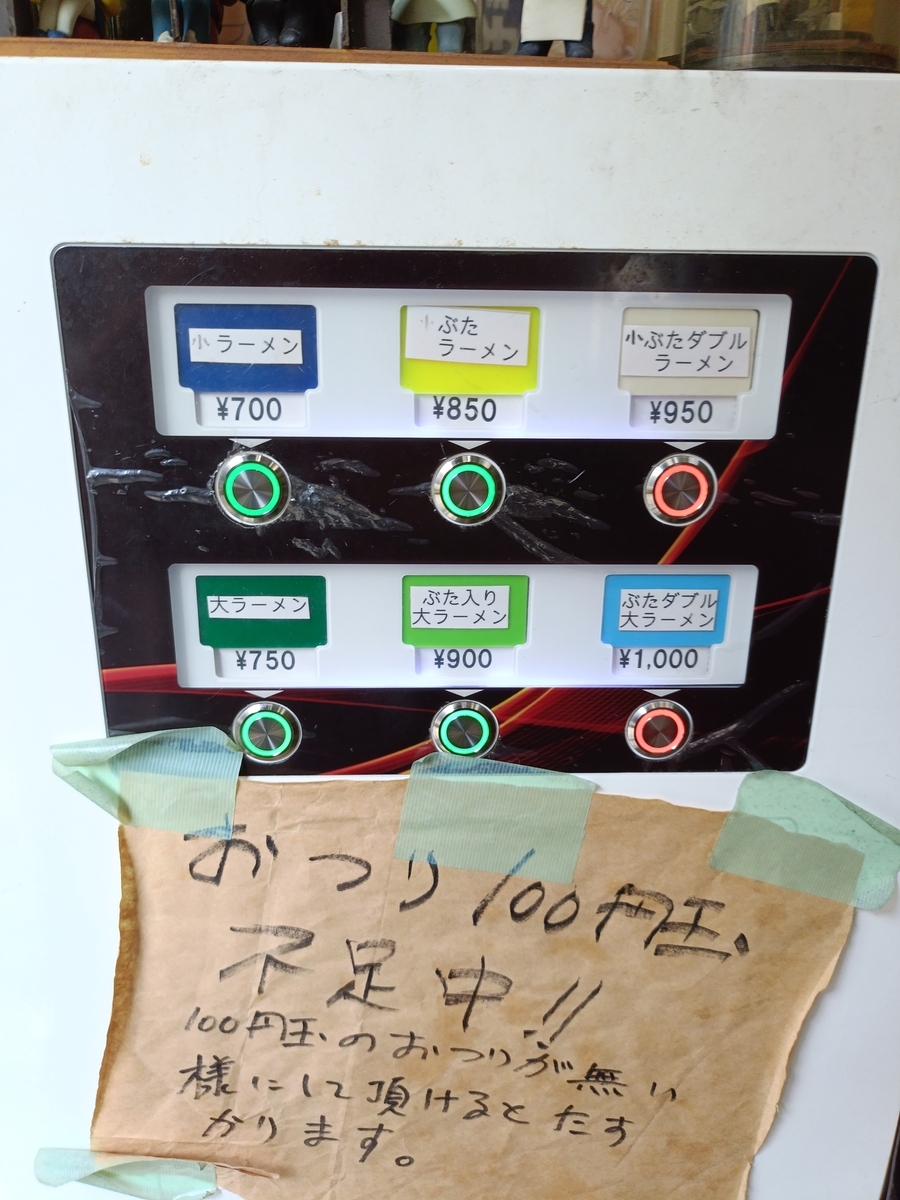 小 ラーメン
小 ぶた
ラーメン
小ぶたダブル
ラーメン
¥700
¥850
¥950
大ラーメン
ぶた入り
大ラーメン
ぶたダブル
大ラーメン
¥750
¥900
¥1,000
おつり100円玉
不足中!!
100円玉のおつりが無い
様にして頂けるとたす
かります。